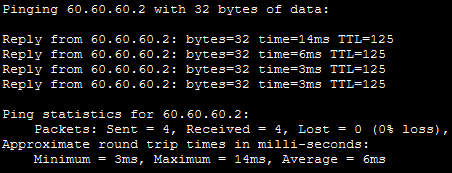 Pinging 60.60.60.2 with 32 bytes of data:
Reply from 60.60.60.2: bytes=32 time=14ms TTL=125
Reply from 60.60.60.2: bytes=32 time=6ms TTL=125
Reply from 60.60.60.2: bytes=32 time=3ms TTL=125
Reply from 60.60.60.2: bytes=32 time=3ms TTL=125
Ping statistics for 60.60.60.2:
Packets: Sent = 4, Received = 4, Lost = 0 (0% loss),
Approximate round trip times in milli-seconds:
Minimum = 3ms, Maximum = 14ms, Average = 6ms